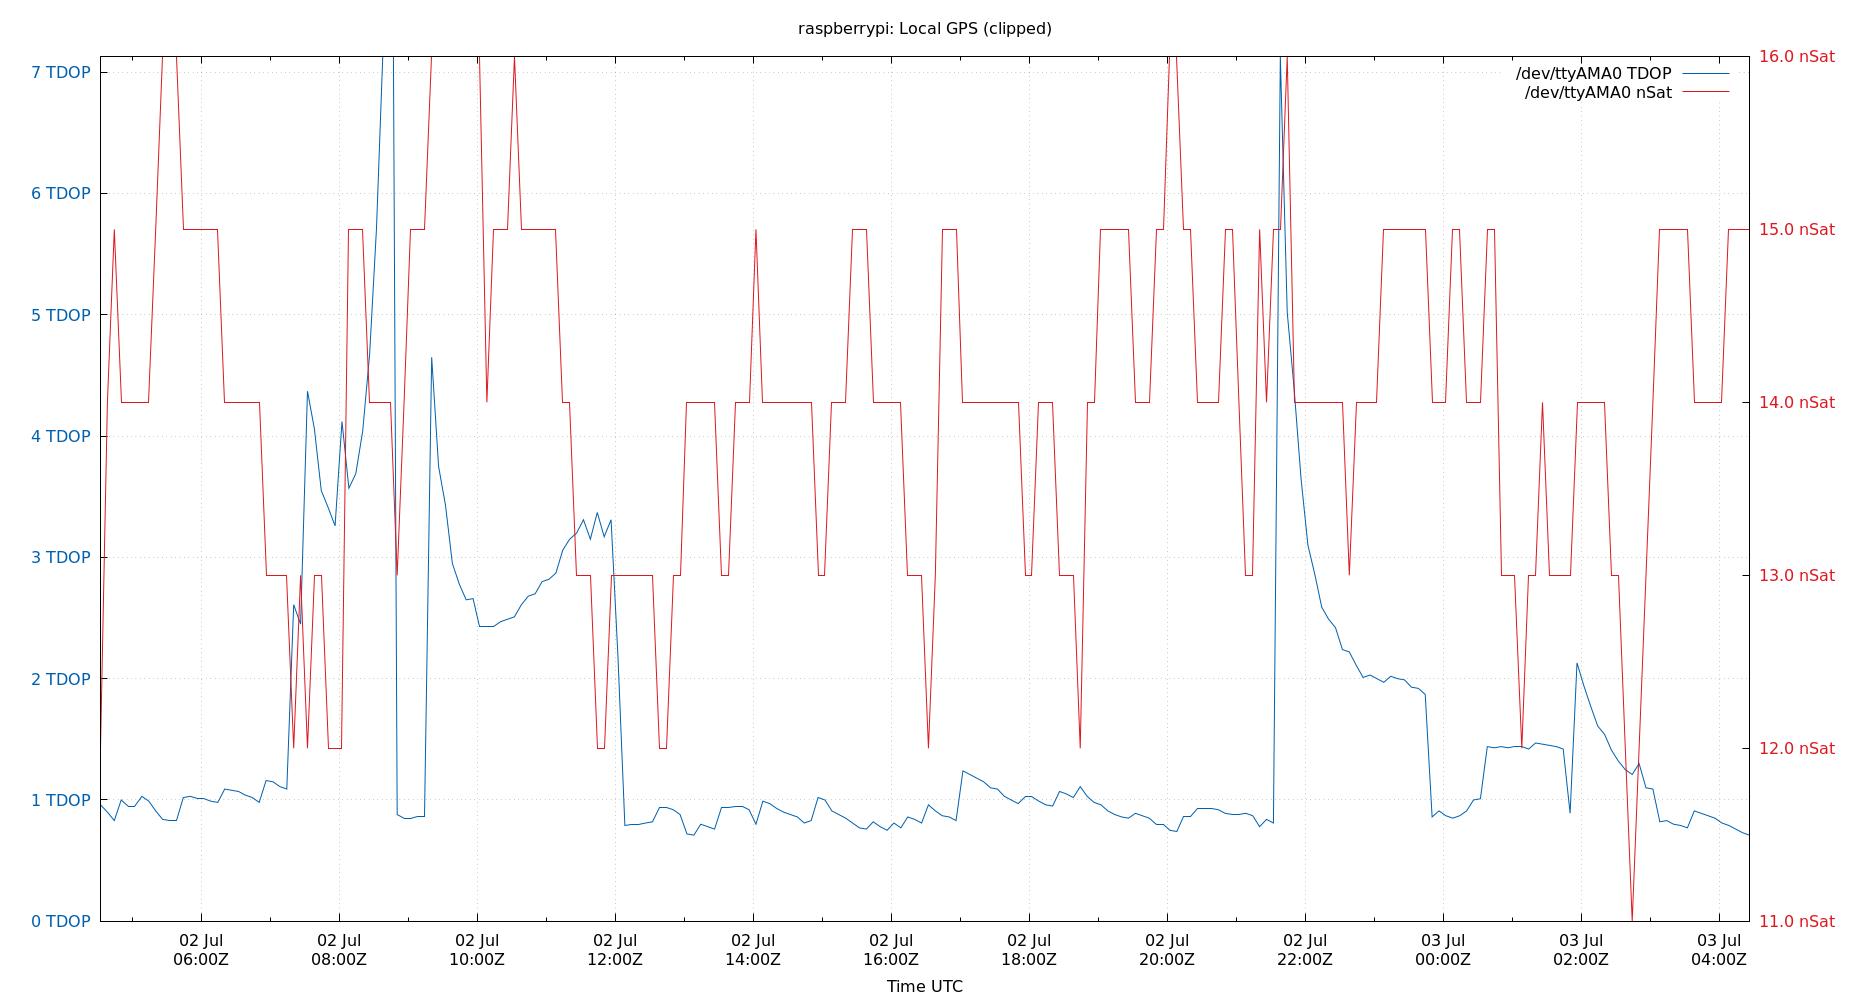 raspberrypi: Local GPS (clipped)
/dev/ttyAMA0 TDOP
/dev/ttyAMA0 nSat
7 TDOP
6 TDOP
5 TDOP
4 TDOP
3 TDOP
2 TDOP
1 TDOP
0 TDOP
16.0 nSat
15.0 nSat
14.0 nSat
13.0 nSat
12.0 nSat
11.0 nSat
02 Jul
06:00Z
02 Jul
08:00Z
02 Jul
10:00Z
02 Jul
12:00Z
02 Jul
14:00Z
02 Jul
16:00Z
02 Jul
18:00Z
02 Jul
20:00Z
02 Jul
22:00Z
03 Jul
00:00Z
03 Jul
02:00Z
03 Jul
04:00Z
Time UTC